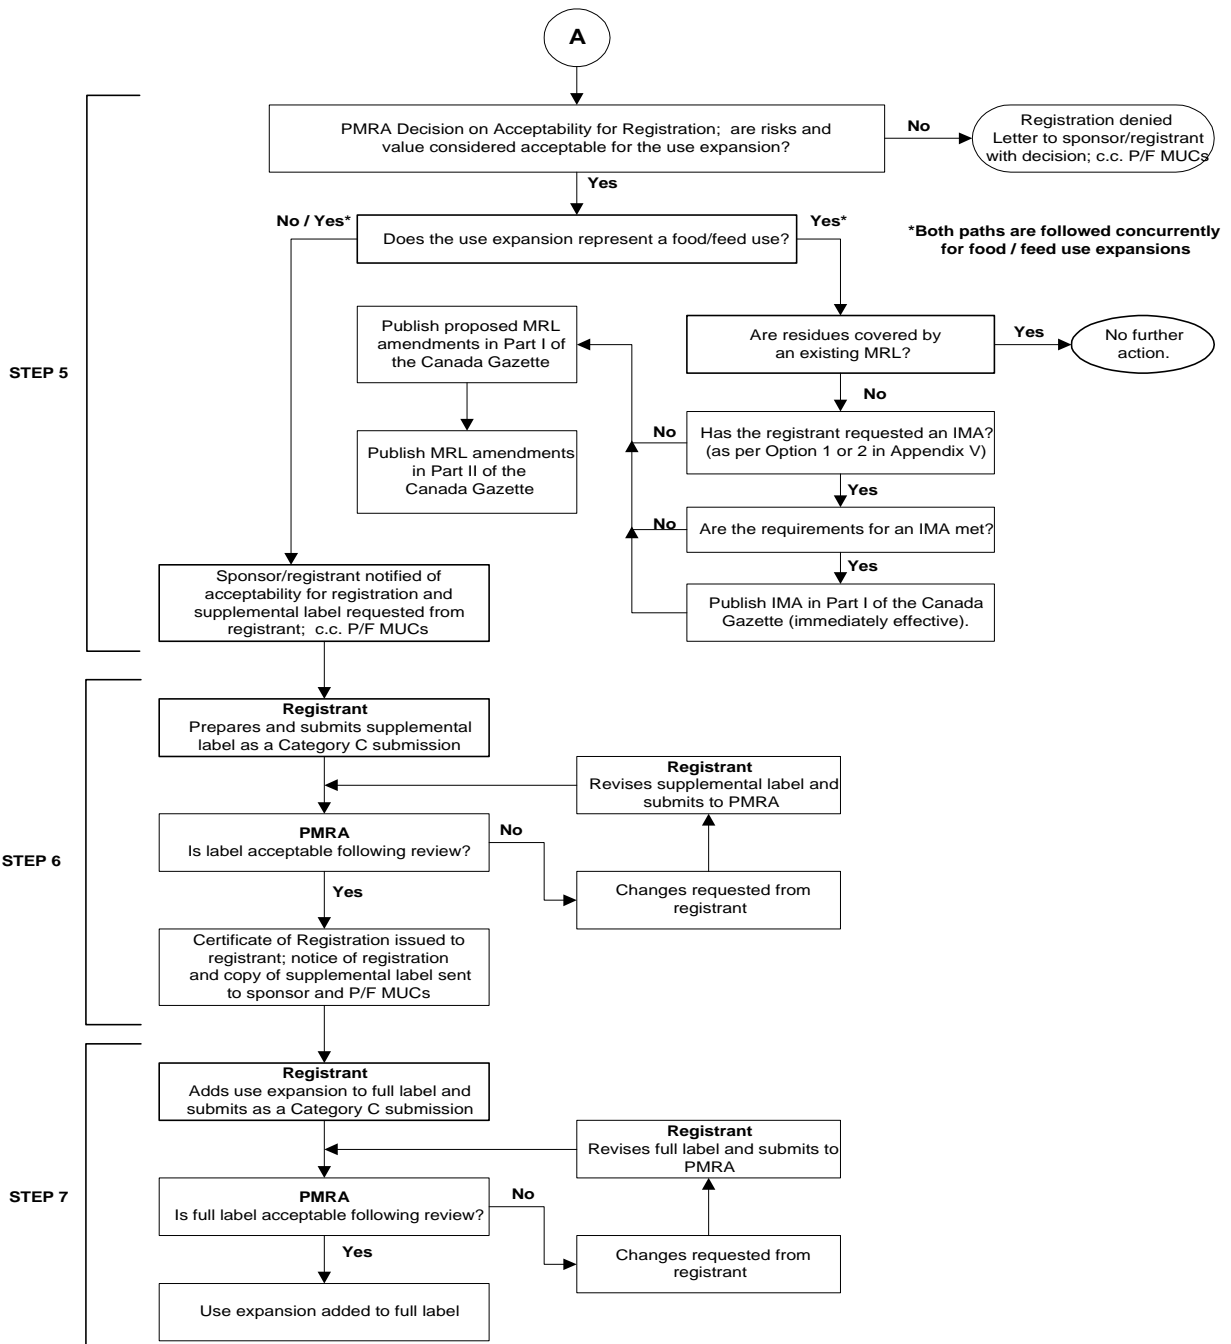 A
STEP 5
PMRA Decision on Acceptability for Registration; are risks and
value considered acceptable for the use expansion?
No
Registration denied
Letter to sponsor/registrant
with decision; c.c. P/F MUCs
Yes
No / Yes*
Does the use expansion represent a food/feed use?
Yes*
*Both paths are followed concurrently
for food / feed use expansions
Publish proposed MRL
amendments in Part I of
the Canada Gazette
Are residues covered by
an existing MRL?
Yes
No further
action.
No
Publish MRL amendments
in Part II of the
Canada Gazette
No
Has the registrant requested an IMA?
(as per Option 1 or 2 in Appendix V)
Yes
No
Are the requirements for an IMA met?
Yes
Publish IMA in Part I of the Canada
Gazette (immediately effective).
Sponsor/registrant notified of
acceptability for registration and
supplemental label requested from
registrant; c.c. P/F MUCs
STEP 6
Registrant
Prepares and submits supplemental
label as a Category C submission
Registrant
Revises supplemental label and
submits to PMRA
PMRA
Is label acceptable following review?
No
Changes requested from
registrant
Yes
Certificate of Registration issued to
registrant; notice of registration
and copy of supplemental label sent
to sponsor and P/F MUCs
STEP 7
Registrant
Adds use expansion to full label and
submits as a Category C submission
Registrant
Revises full label and submits to
PMRA
PMRA
Is full label acceptable following review?
No
Changes requested from
registrant
Yes
Use expansion added to full label